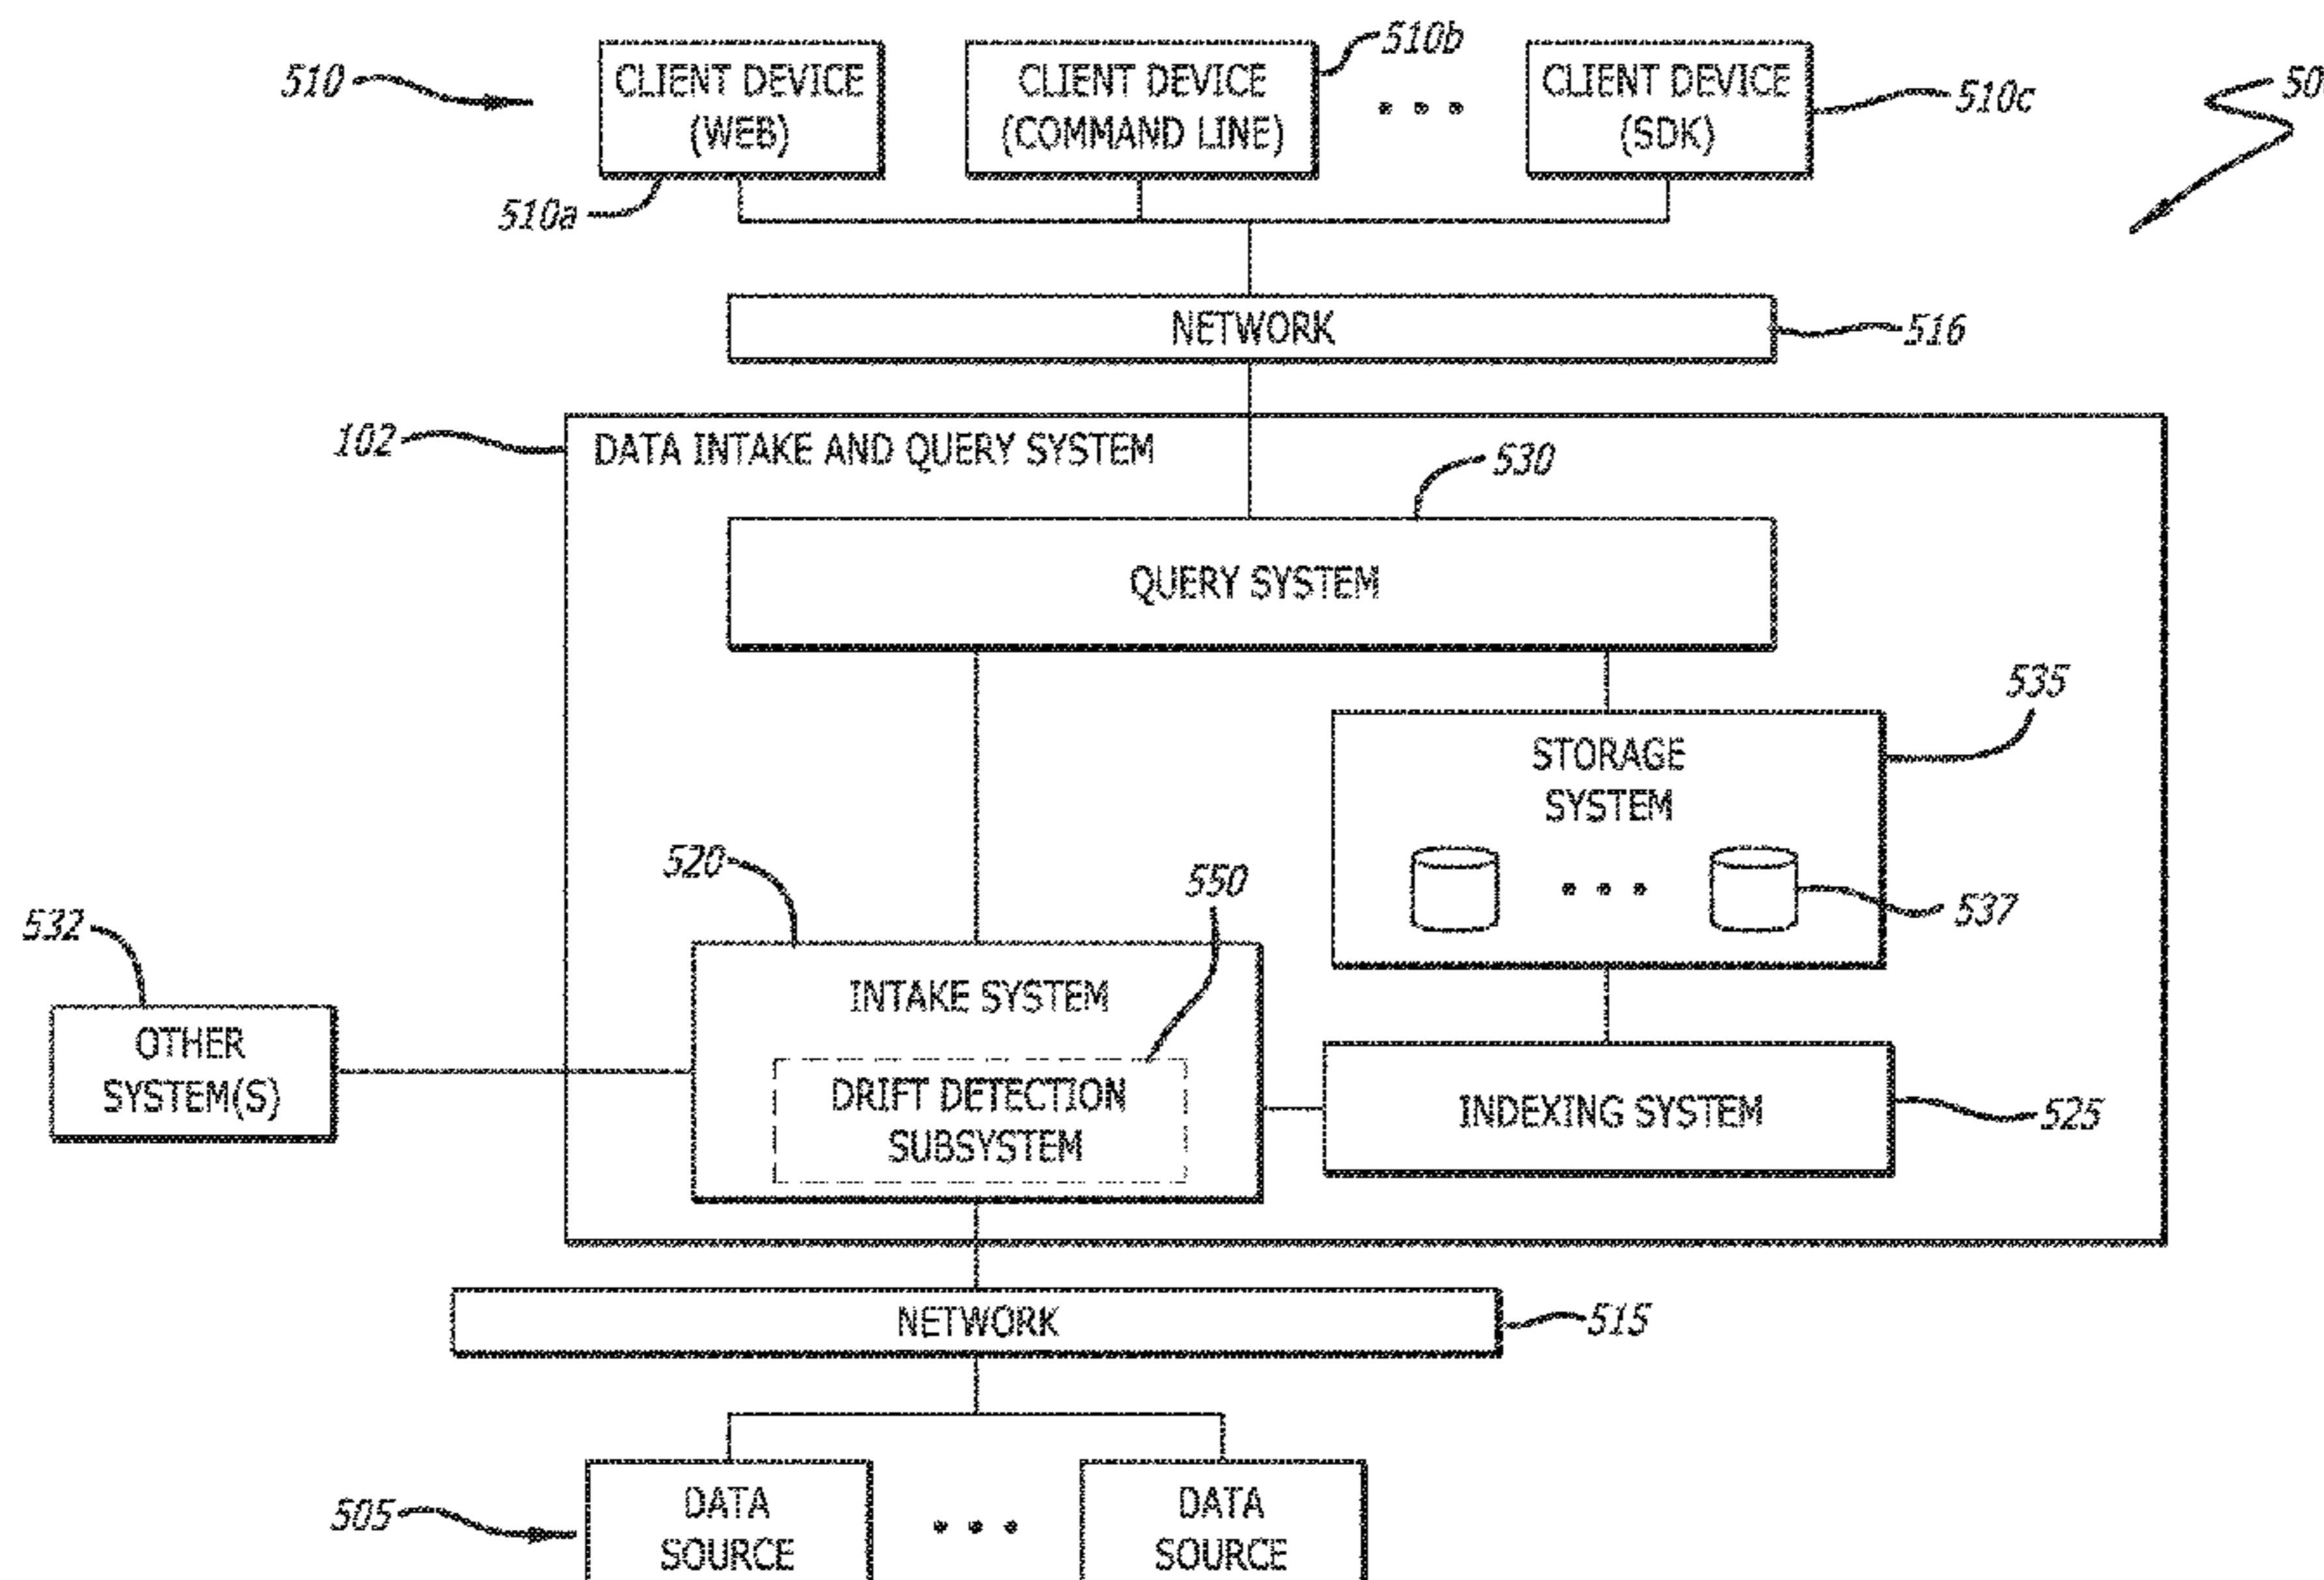 510
CLIENT DEVICE
(WEB)
510a
CLIENT DEVICE
(COMMAND LINE)
510b
CLIENT DEVICE
(SDK)
510c
50
NETWORK
516
102
DATA INTAKE AND QUERY SYSTEM
530
QUERY SYSTEM
535
STORAGE
SYSTEM
537
520
550
532
INTAKE SYSTEM
OTHER
SYSTEM(S)
DRIFT DETECTION
SUBSYSTEM
INDEXING SYSTEM
525
NETWORK
515
505
DATA
SOURCE
DATA
SOURCE